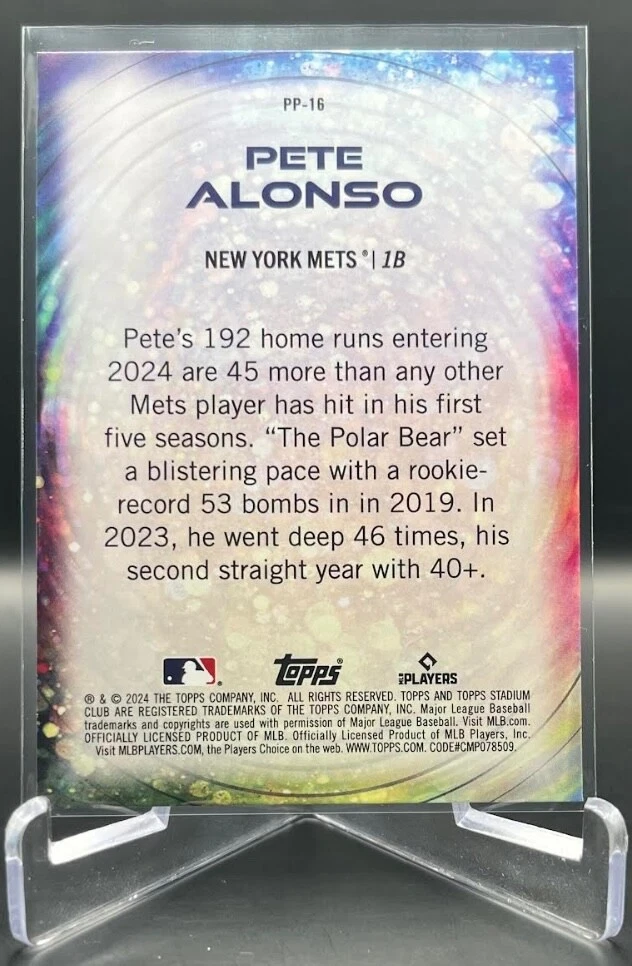 PP-16
PETE
ALONSO
NEW YORK METS ® | 1B
Pete's 192 home runs entering
2024 are 45 more than any other
Mets player has hit in his first
five seasons. “The Polar Bear” set
a blistering pace with a rookie-
record 53 bombs in in 2019. In
2023, he went deep 46 times, his
second straight year with 40+.
Topps® PLAYERS
® & © 2024 THE TOPPS COMPANY, INC. ALL RIGHTS RESERVED. TOPPS AND TOPPS STADIUM
CLUB ARE REGISTERED TRADEMARKS OF THE TOPPS COMPANY, INC. Major League Baseball
trademarks and copyrights are used with permission of Major League Baseball. Visit MLB.com.
OFFICIALLY LICENSED PRODUCT OF MLB. Officially Licensed Product of MLB Players, Inc.
Visit MLBPLAYERS.COM, the Players Choice on the web. WWW.TOPPS.COM. CODE#CMP078509.